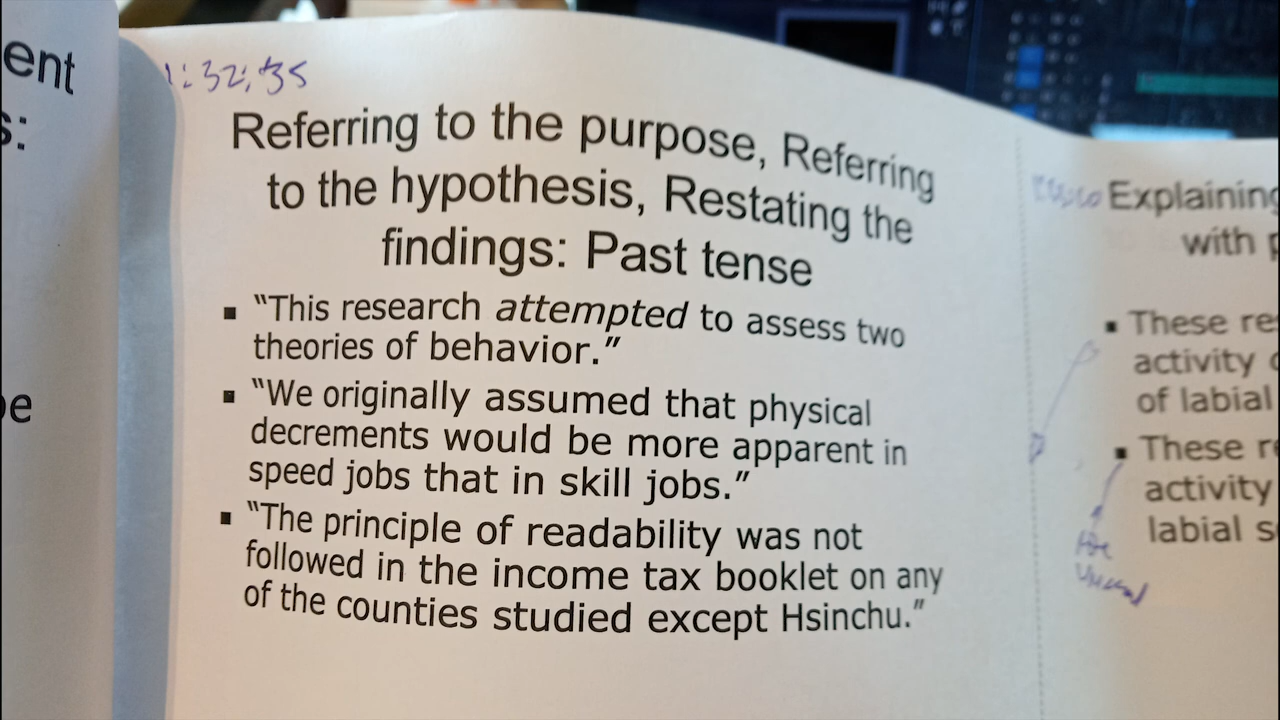 ent
s:
be
1:32:35
Referring to the purpose, Referring
to the hypothesis, Restating the
findings: Past tense
▪ “This research attempted to assess two
theories of behavior.”
▪ “We originally assumed that physical
decrements would be more apparent in
speed jobs that in skill jobs.”
▪ “The principle of readability was not
followed in the income tax booklet on any
of the counties studied except Hsinchu.”
Explaining
with p
▪ These re
activity
of labial
▪ These re
activity
labial s